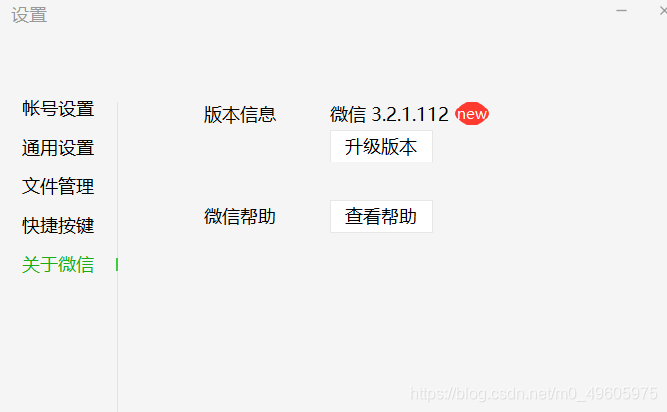 设置
帐号设置
通用设置
文件管理
快捷按键
关于微信
版本信息
微信 3.2.1.112 new
升级版本
微信帮助
查看帮助
https://blog.csdn.net/m0_49605975